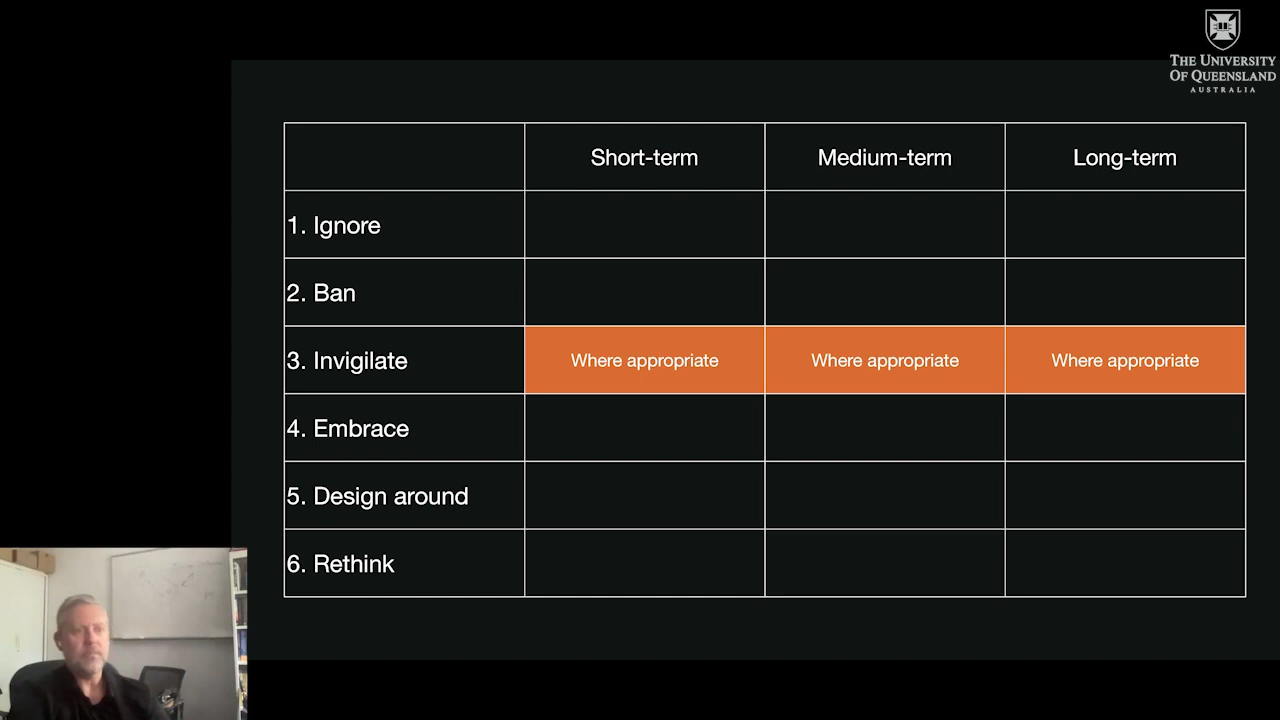 THE UNIVERSITY
OF QUEENSLAND
AUSTRALIA
Short-term
Medium-term
Long-term
1. Ignore
2. Ban
3. Invigilate
Where appropriate
Where appropriate
Where appropriate
4. Embrace
5. Design around
6. Rethink